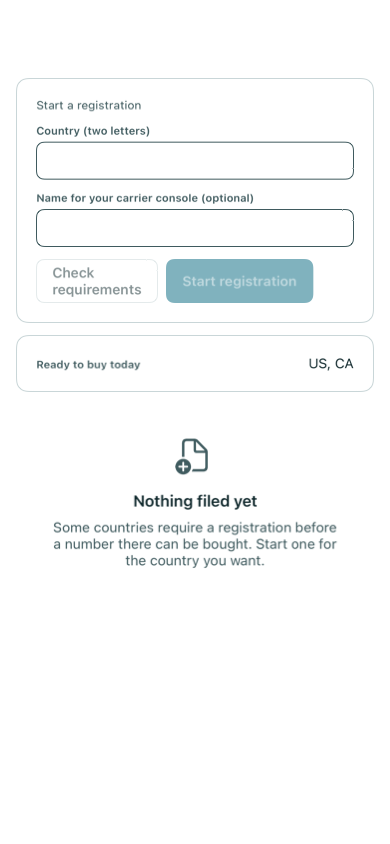 Start a registration
Country (two letters)
Name for your carrier console (optional)
Check
requirements
Start registration
Ready to buy today
US, CA
Nothing filed yet
Some countries require a registration before
a number there can be bought. Start one for
the country you want.